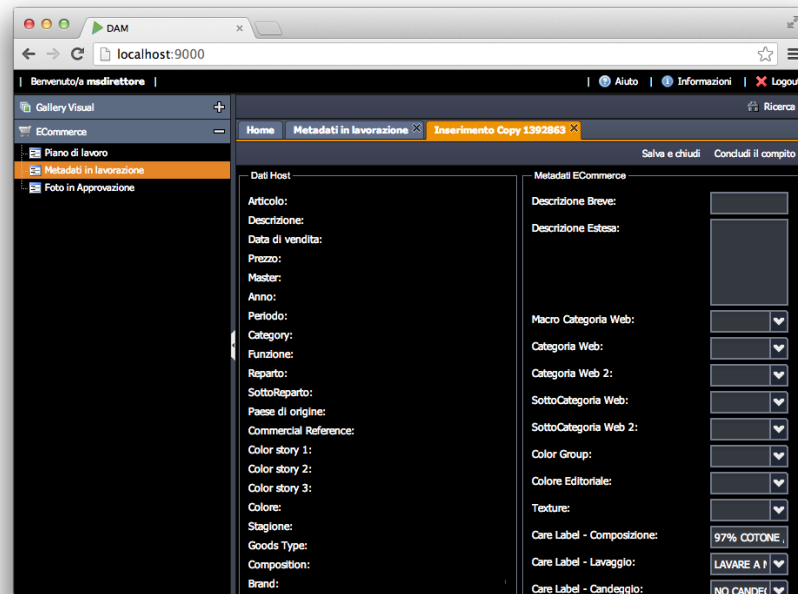 DAM
localhost:9000
Benvenuto/a msdirettore
Aiuto
Informazioni
Logout
Gallery Visual
Ricerca
ECommerce
Home
Metadati in lavorazione
Inserimento Copy 1392863
Piano di lavoro
Metadati in lavorazione
Foto in Approvazione
Salva e chiudi
Concludi il compito
Dati Host
Articolo:
Descrizione:
Data di vendita:
Prezzo:
Master:
Anno:
Periodo:
Category:
Funzione:
Reparto:
SottoReparto:
Paese di origine:
Commercial Reference:
Color story 1:
Color story 2:
Color story 3:
Colore:
Stagione:
Goods Type:
Composition:
Brand:
Metadati ECommerce
Descrizione Breve:
Descrizione Estesa:
Macro Categoria Web:
Categoria Web:
Categoria Web 2:
SottoCategoria Web:
SottoCategoria Web 2:
Color Group:
Colore Editoriale:
Texture:
Care Label - Composizione:
97% COTONE ,
Care Label - Lavaggio:
LAVARE A
Care Label - Candeggio:
NO CANDE